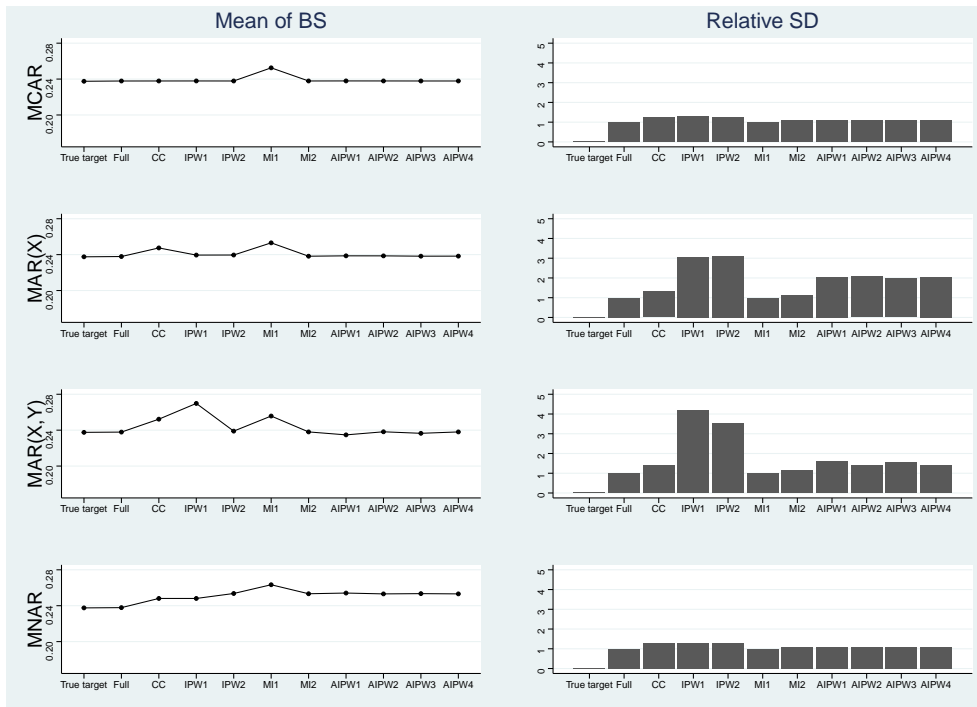 Mean of BS
Relative SD
MCAR
0.28
0.24
0.20
True target Full CC IPW1 IPW2 MI1 MI2 AIPW1 AIPW2 AIPW3 AIPW4
5
4
3
2
1
0
True target Full CC IPW1 IPW2 MI1 MI2 AIPW1 AIPW2 AIPW3 AIPW4
MAR(X)
0.28
0.24
0.20
True target Full CC IPW1 IPW2 MI1 MI2 AIPW1 AIPW2 AIPW3 AIPW4
5
4
3
2
1
0
True target Full CC IPW1 IPW2 MI1 MI2 AIPW1 AIPW2 AIPW3 AIPW4
MAR(X,Y)
0.28
0.24
0.20
True target Full CC IPW1 IPW2 MI1 MI2 AIPW1 AIPW2 AIPW3 AIPW4
5
4
3
2
1
0
True target Full CC IPW1 IPW2 MI1 MI2 AIPW1 AIPW2 AIPW3 AIPW4
MNAR
0.28
0.24
0.20
True target Full CC IPW1 IPW2 MI1 MI2 AIPW1 AIPW2 AIPW3 AIPW4
5
4
3
2
1
0
True target Full CC IPW1 IPW2 MI1 MI2 AIPW1 AIPW2 AIPW3 AIPW4